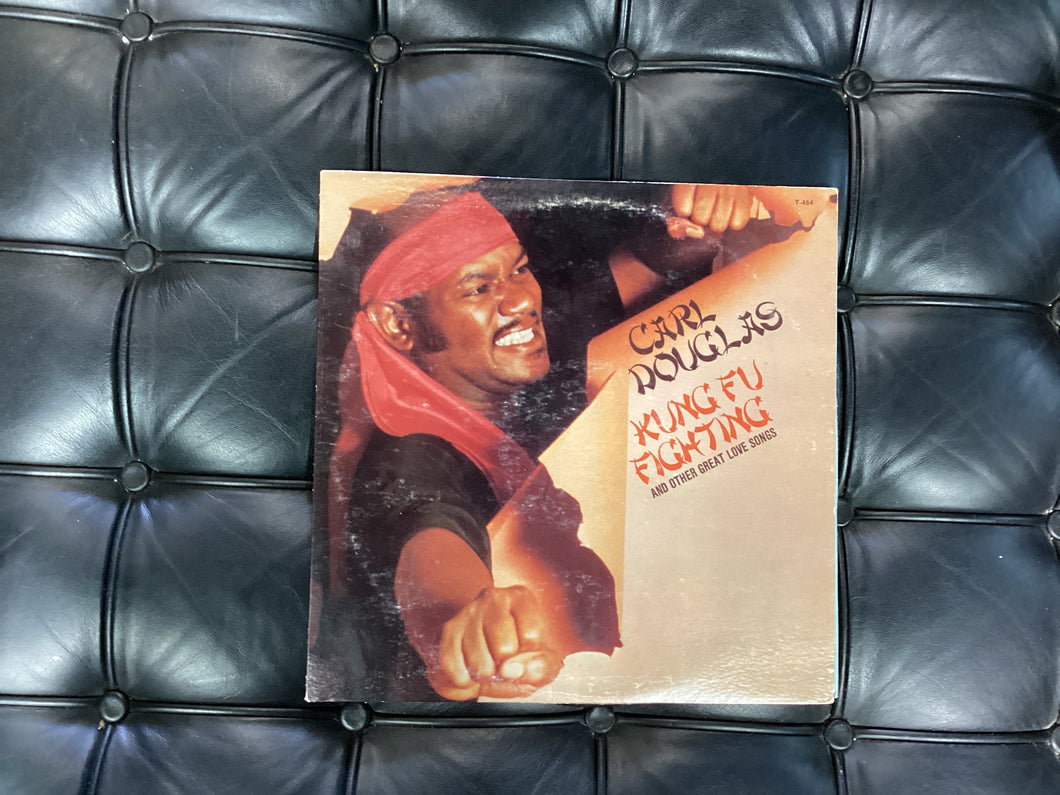 T-464
CARL
DOUGLAS
KUNG FU
FIGHTING
AND OTHER GREAT LOVE SONGS